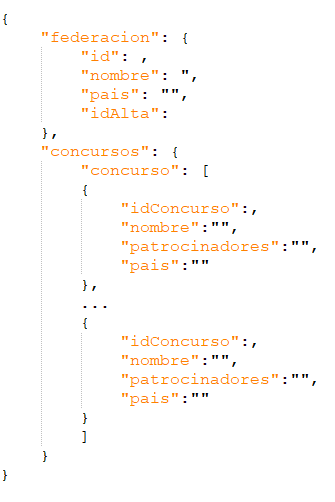 {
"federacion": {
"id": ,
"nombre": ",
"pais": "",
"idAlta":
},
"concursos": {
"concurso": [
{
"idConcurso":,
"nombre":"",
"patrocinadores":"",
"pais":""
},
...
{
"idConcurso":,
"nombre":"",
"patrocinadores":"",
"pais":""
}
]
}
}